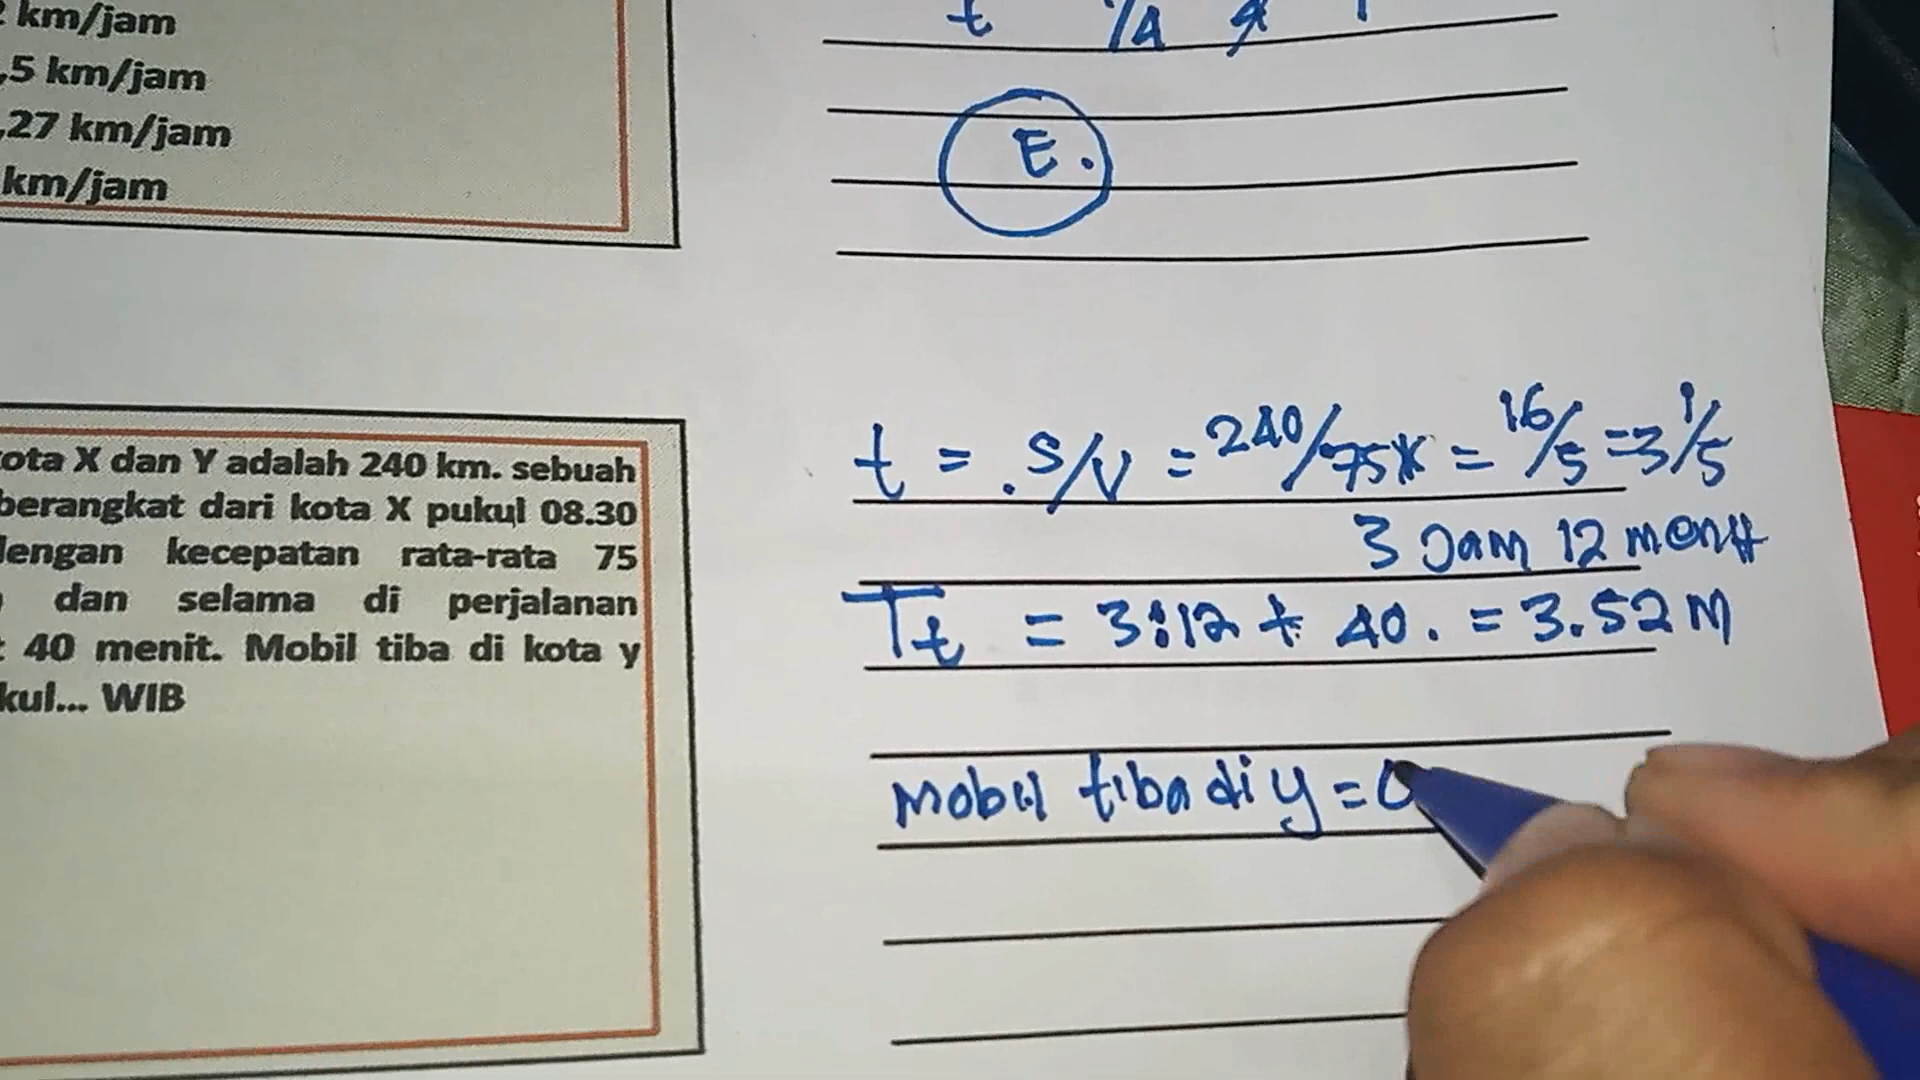 km/jam
,5 km/jam
,27 km/jam
km/jam
t
E.
ota X dan Y adalah 240 km. sebuah
berangkat dari kota X pukul 08.30
dengan kecepatan rata-rata 75
dan selama di perjalanan
40 menit. Mobil tiba di kota y
kul... WIB
t = S/V = 240/75 = 16/5 = 3 1/5
3 Jam 12 menit
Tt = 3:12 + 40. = 3.52 M
mobil tiba di y = 0